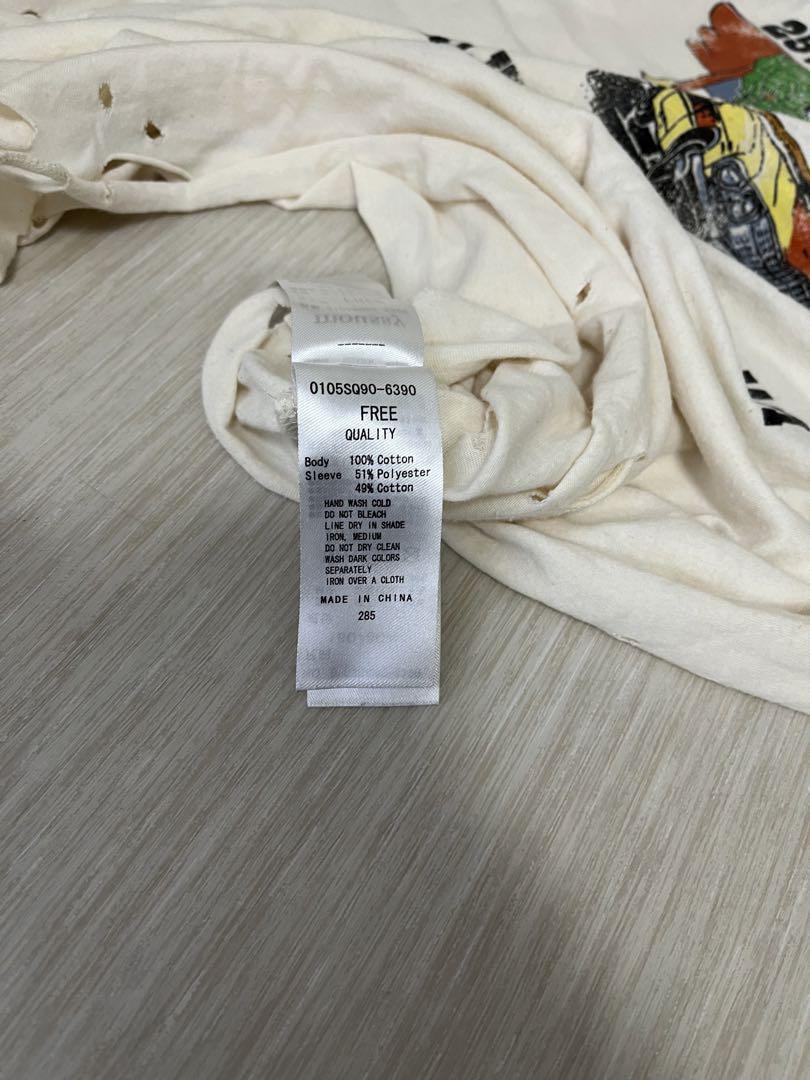 25
moussy
-------
0105SQ90-6390
FREE
QUALITY
Body 100% Cotton
Sleeve 51% Polyester
49% Cotton
HAND WASH COLD
DO NOT BLEACH
LINE DRY IN SHADE
IRON, MEDIUM
DO NOT DRY CLEAN
WASH DARK COLORS
SEPARATELY
IRON OVER A CLOTH
MADE IN CHINA
285